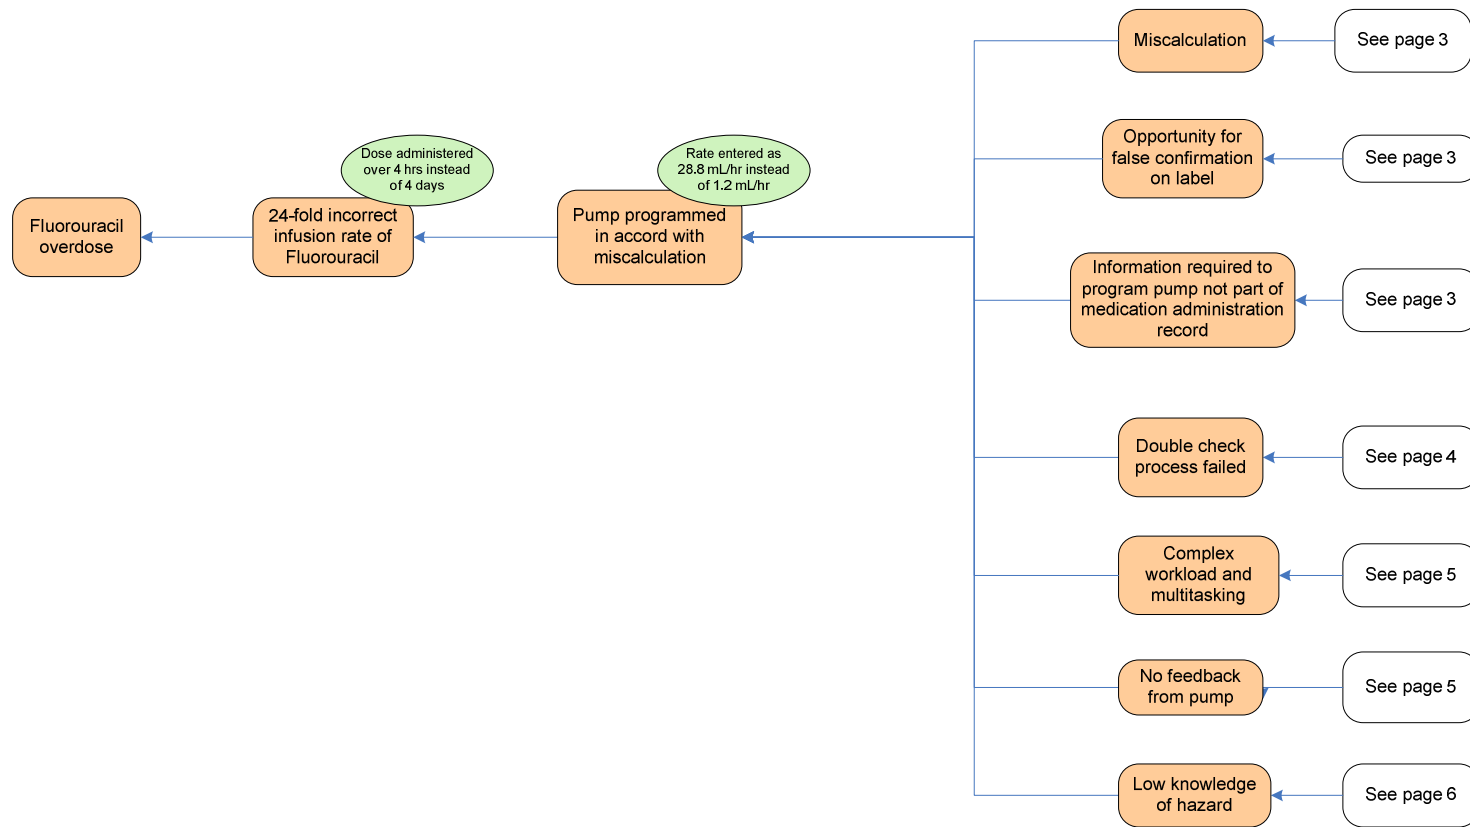 Fluorouracil
overdose
Dose administered
over 4 hrs instead
of 4 days
24-fold incorrect
infusion rate of
Fluorouracil
Rate entered as
28.8 mL/hr instead
of 1.2 mL/hr
Pump programmed
in accord with
miscalculation
Miscalculation
See page 3
Opportunity for
false confirmation
on label
See page 3
Information required to
program pump not part of
medication administration
record
See page 3
Double check
process failed
See page 4
Complex
workload and
multitasking
See page 5
No feedback
from pump
See page 5
Low knowledge
of hazard
See page 6